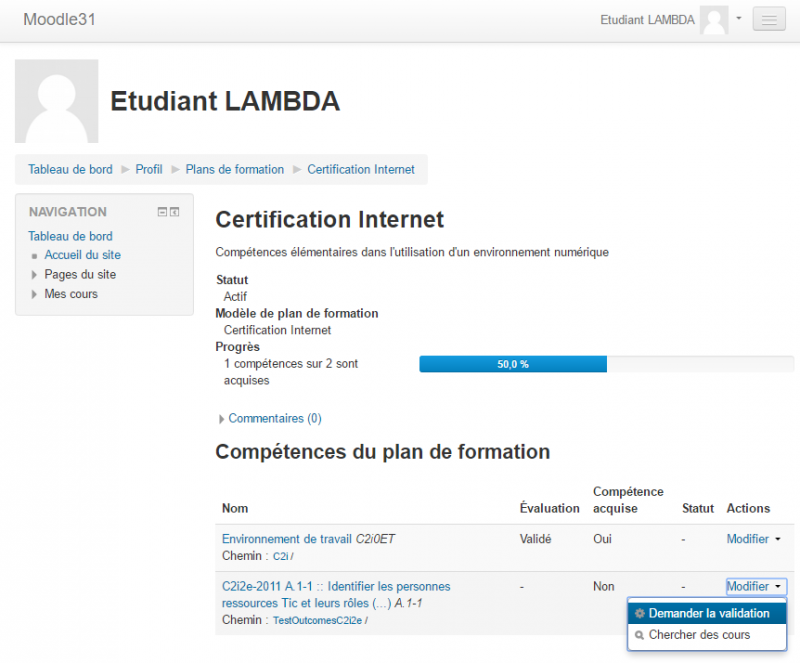 Moodle31
Etudiant LAMBDA
Etudiant LAMBDA
Tableau de bord Profil Plans de formation Certification Internet
NAVIGATION
Tableau de bord
Accueil du site
Pages du site
Mes cours
Certification Internet
Compétences élémentaires dans l'utilisation d'un environnement numérique
Statut
Actif
Modèle de plan de formation
Certification Internet
Progrès
1 compétences sur 2 sont
acquises
50,0 %
Commentaires (0)
Compétences du plan de formation
Nom Évaluation Compétence acquise Statut Actions
Environnement de travail C2i0ET Validé Oui - Modifier
Chemin : C2i /
C2i2e-2011 A.1-1 :: Identifier les personnes - Non - Modifier
ressources Tic et leurs rôles (...) A.1-1
Chemin : TestOutcomesC2i2e /
Demander la validation
Chercher des cours